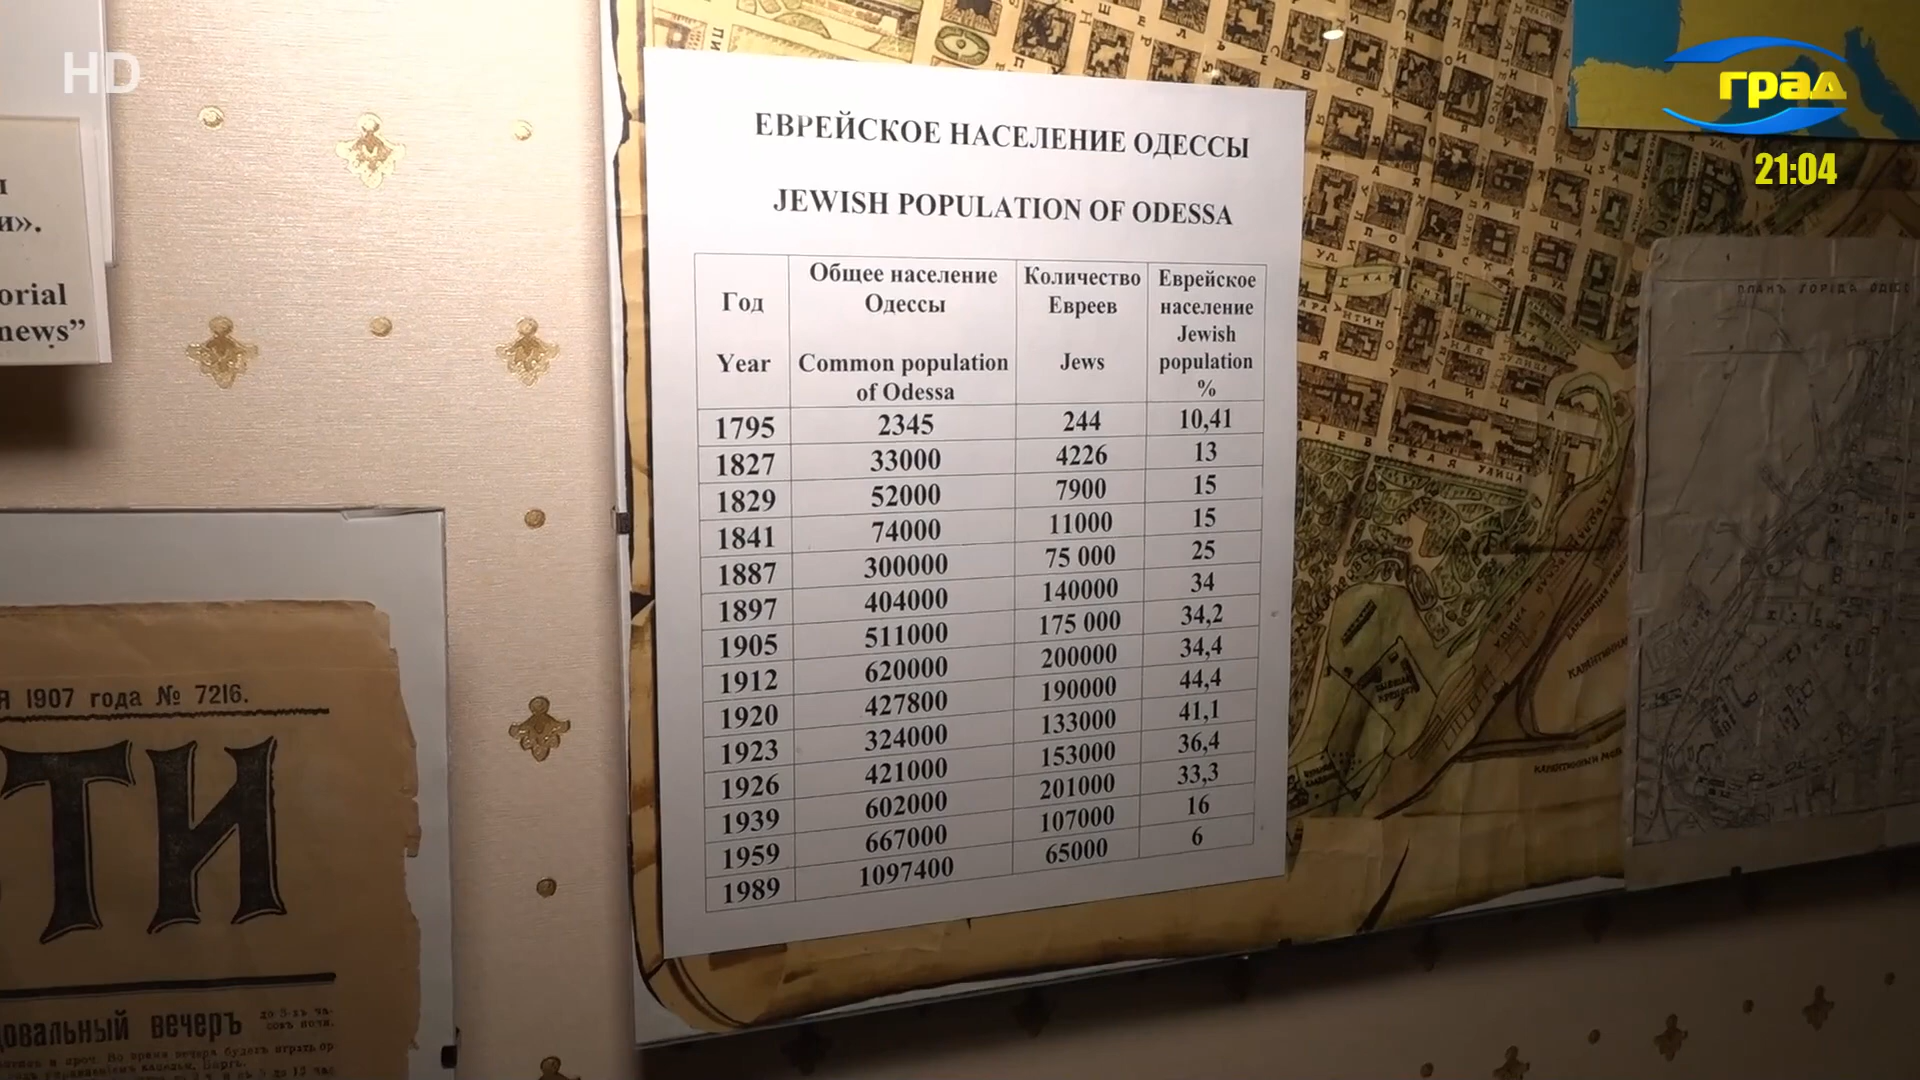 HD
град
21:04
и».
orial
news”
ЕВРЕЙСКОЕ НАСЕЛЕНИЕ ОДЕССЫ
JEWISH POPULATION OF ODESSA
Год
Year
Общее население
Одессы
Common population
of Odessa
Количество
Евреев
Jews
Еврейское
население
Jewish
population
%
1795 2345 244 10,41
1827 33000 4226 13
1829 52000 7900 15
1841 74000 11000 15
1887 300000 75 000 25
1897 404000 140000 34
1905 511000 175 000 34,2
1912 620000 200000 34,4
1920 427800 190000 44,4
1923 324000 133000 41,1
1926 421000 153000 36,4
1939 602000 201000 33,3
1959 667000 107000 16
1989 1097400 65000 6
Я 1907 года № 7216.
СТИ
довальный вечеръ
ПЛАНЪ ГОРОДА ОДЕСС